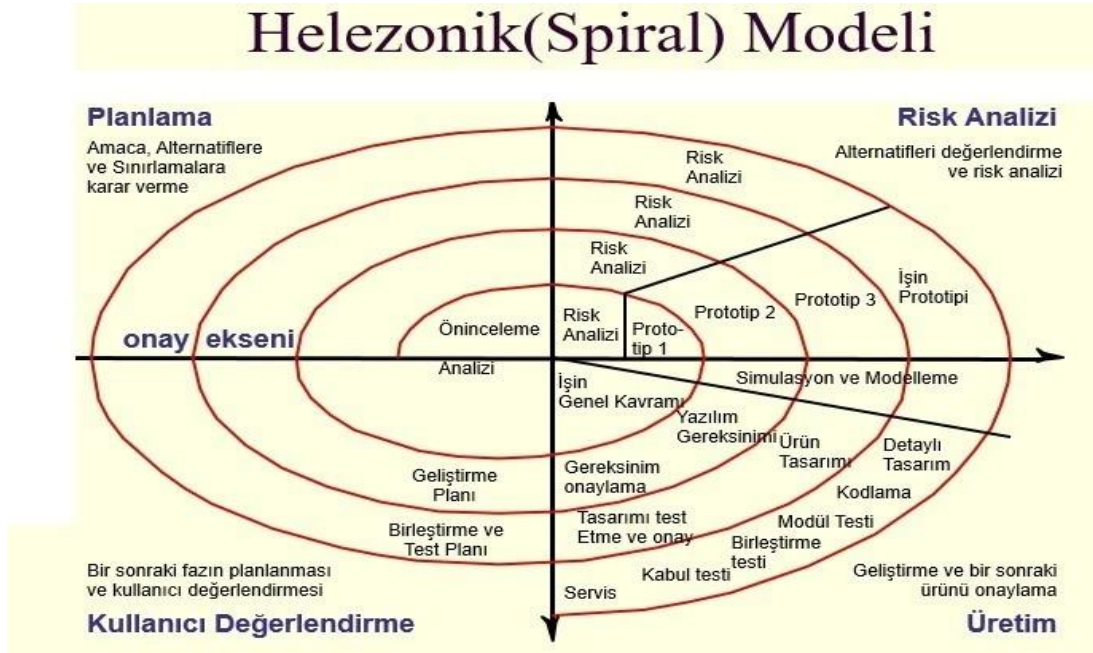 Helezonik(Spiral) Modeli
Planlama
Amaca, Alternatiflere
ve Sınırlamalara
karar verme
Risk Analizi
Alternatifleri değerlendirme
ve risk analizi
Risk
Analizi
Risk
Analizi
Risk
Analizi
Risk
Analizi
Proto-
tip 1
Prototip 2
Prototip 3
İşin
Prototipi
Öninceleme
onay ekseni
Analizi
İşin
Genel Kavramı
Simulasyon ve Modelleme
Yazılım
Gereksinimi
Ürün
Tasarımı
Detaylı
Tasarım
Geliştirme
Planı
Gereksinim
onaylama
Kodlama
Birleştirme ve
Test Planı
Tasarımı test
Etme ve onay
Modül Testi
Birleştirme
testi
Kabul testi
Servis
Bir sonraki fazın planlanması
ve kullanıcı değerlendirmesi
Kullanıcı Değerlendirme
Geliştirme ve bir sonraki
ürünü onaylama
Üretim